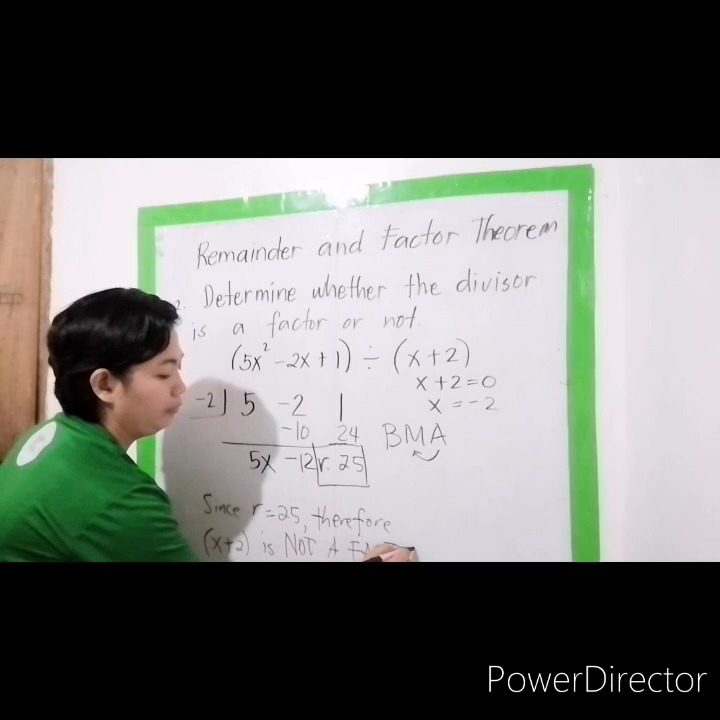 Remainder and Factor Theorem
2. Determine whether the divisor
is a factor or not.
(5x² - 2x + 1) ÷ (x + 2)
x + 2 = 0
x = -2
-2 | 5 -2 1
-10 24
BMA
5x -12 r. 25
Since r = 25, therefore
(x+2) is NOT A
PowerDirector